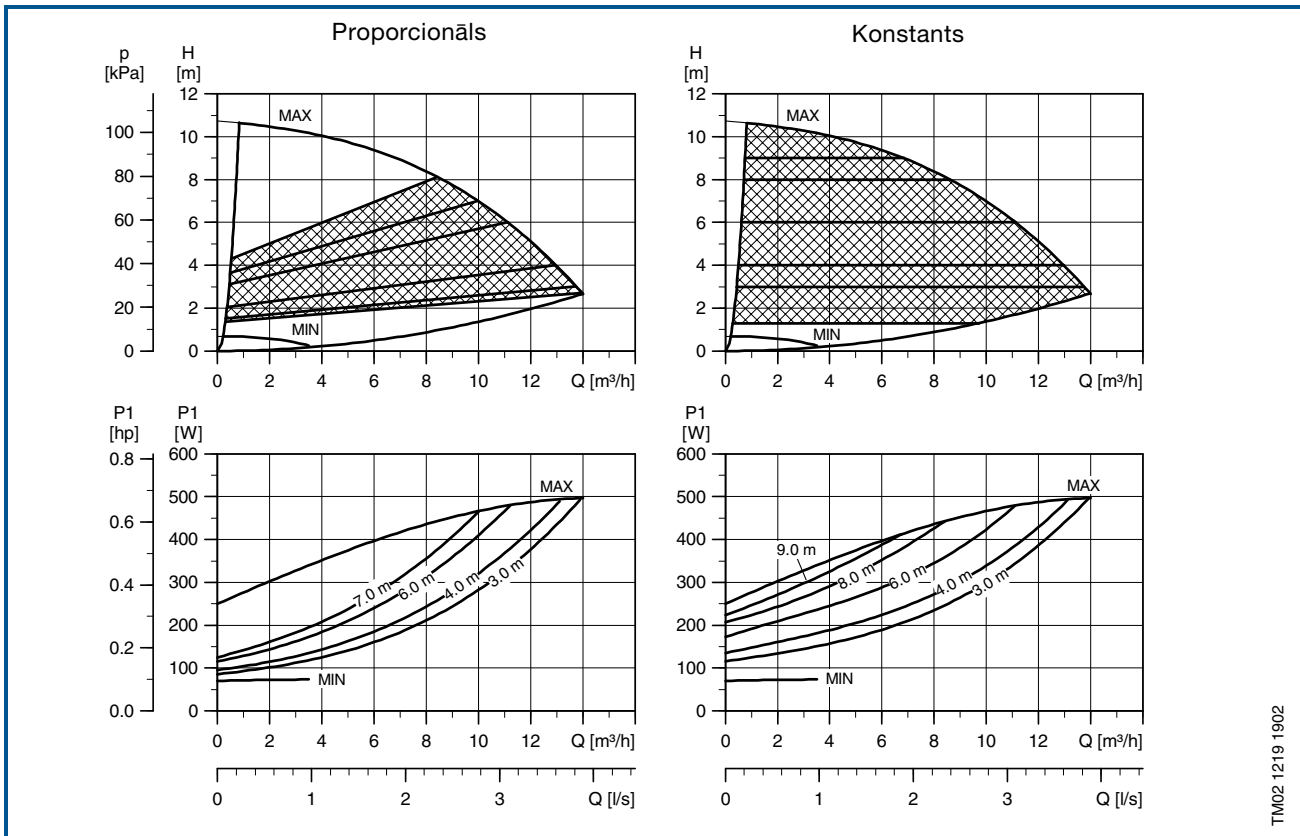 Proporcionāls
Konstants
p
[kPa]
H
[m]
H
[m]
12
10
8
6
4
2
0
100
80
60
40
20
0
MAX
MIN
0 2 4 6 8 10 12 Q [m³/h]
12
10
8
6
4
2
0
MAX
MIN
0 2 4 6 8 10 12 Q [m³/h]
P1
[hp]
P1
[W]
P1
[W]
0.8
0.6
0.4
0.2
0.0
600
500
400
300
200
100
0
MAX
7.0 m
6.0 m
4.0 m
3.0 m
MIN
0 2 4 6 8 10 12 Q [m³/h]
0 1 2 3 Q [l/s]
600
500
400
300
200
100
0
MAX
9.0 m
8.0 m
6.0 m
4.0 m
3.0 m
MIN
0 2 4 6 8 10 12 Q [m³/h]
0 1 2 3 Q [l/s]
TM02 1219 1902